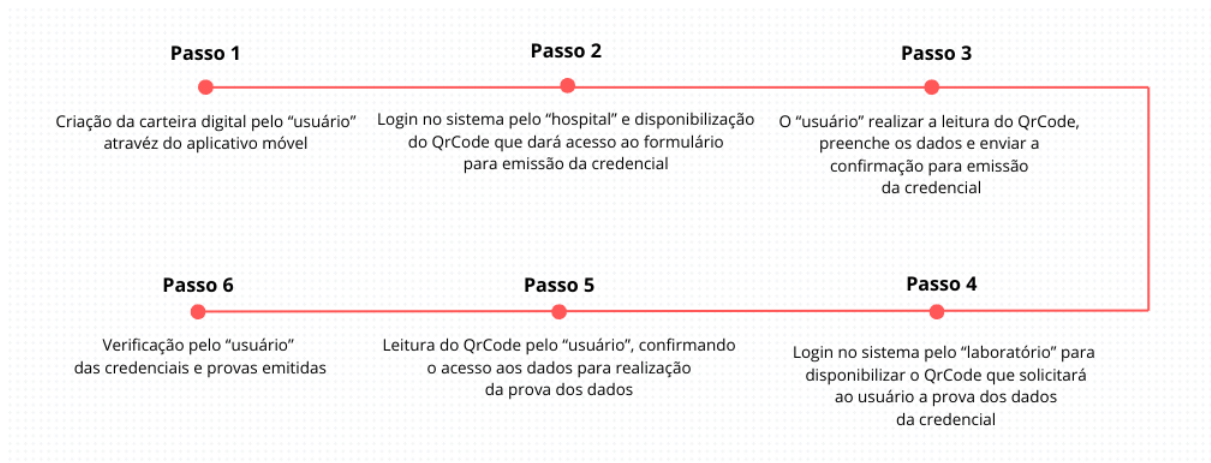 Passo 1
Criação da carteira digital pelo “usuário”
atravéz do aplicativo móvel
Passo 2
Login no sistema pelo “hospital” e disponibilização
do QrCode que dará acesso ao formulário
para emissão da credencial
Passo 3
O “usuário” realizar a leitura do QrCode,
preenche os dados e enviar a
confirmação para emissão
da credencial
Passo 4
Login no sistema pelo “laboratório” para
disponibilizar o QrCode que solicitará
ao usuário a prova dos dados
da credencial
Passo 5
Leitura do QrCode pelo “usuário”, confirmando
o acesso aos dados para realização
da prova dos dados
Passo 6
Verificação pelo “usuário”
das credenciais e provas emitidas